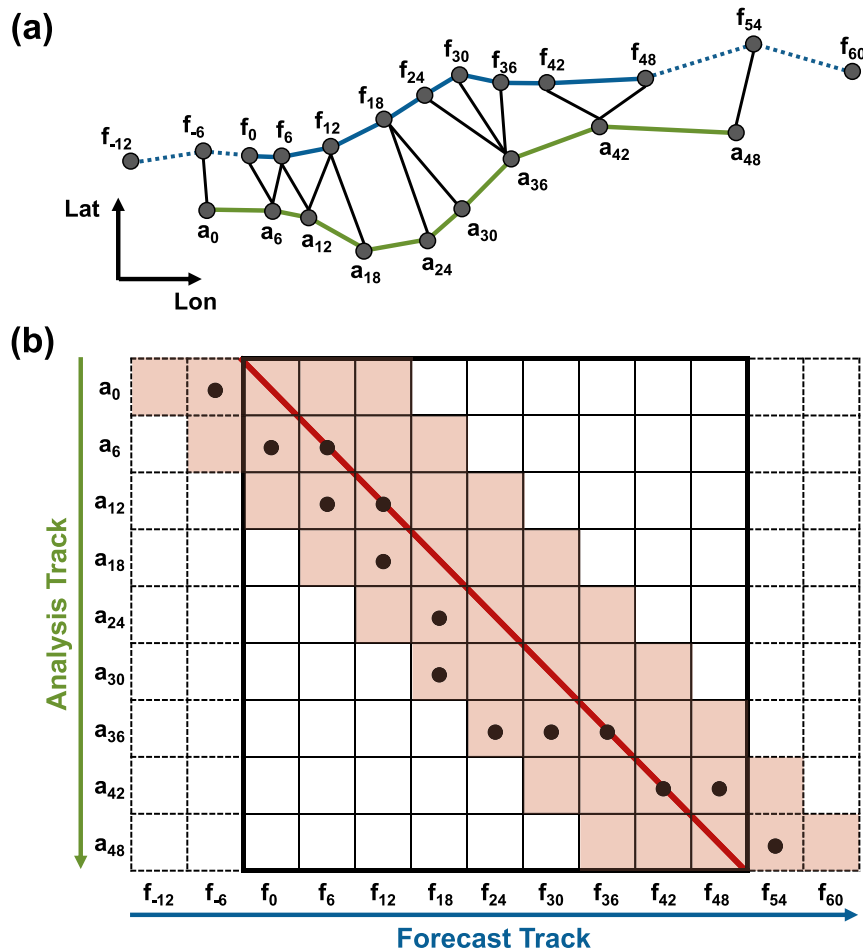 (a)
f-12 f-6 f0 f6 f12 f18 f24 f30 f36 f42 f48 f54 f60
a0 a6 a12 a18 a24 a30 a36 a42 a48
Lat
Lon
(b)
Analysis Track
a0
a6
a12
a18
a24
a30
a36
a42
a48
f-12 f-6 f0 f6 f12 f18 f24 f30 f36 f42 f48 f54 f60
Forecast Track